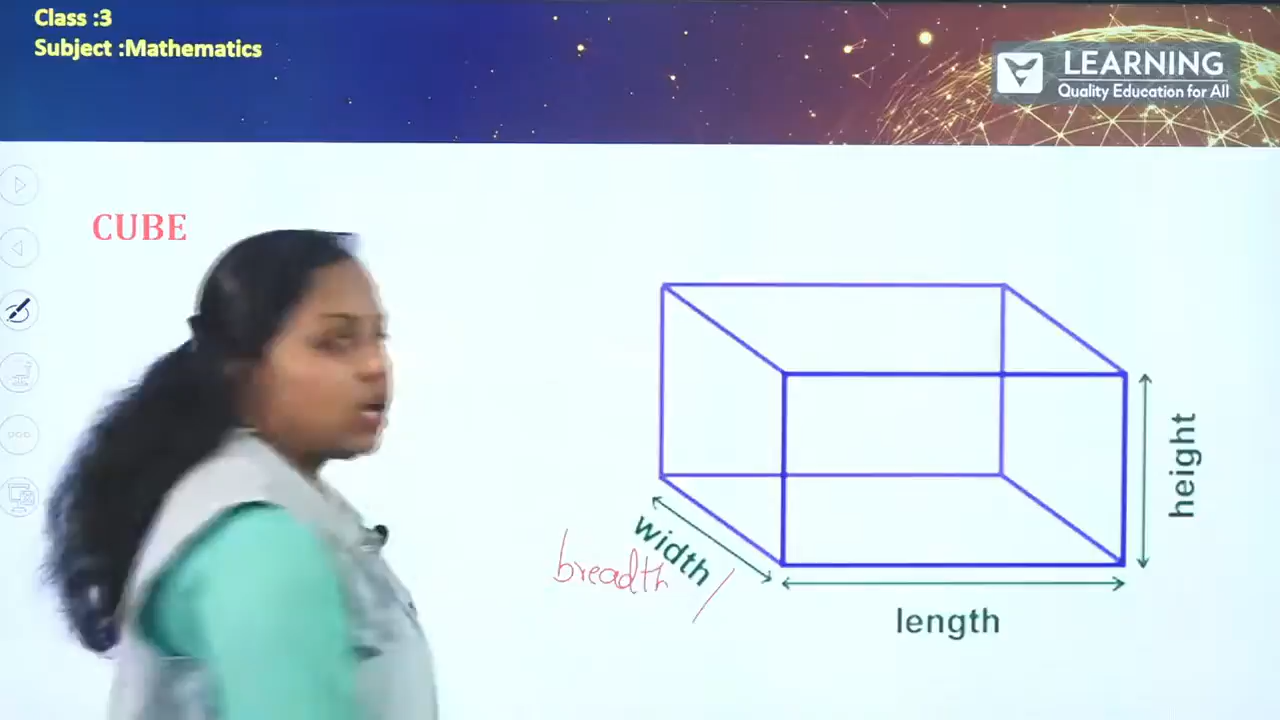 Class :3
Subject :Mathematics
LEARNING
Quality Education for All
CUBE
height
width
breadth /
length